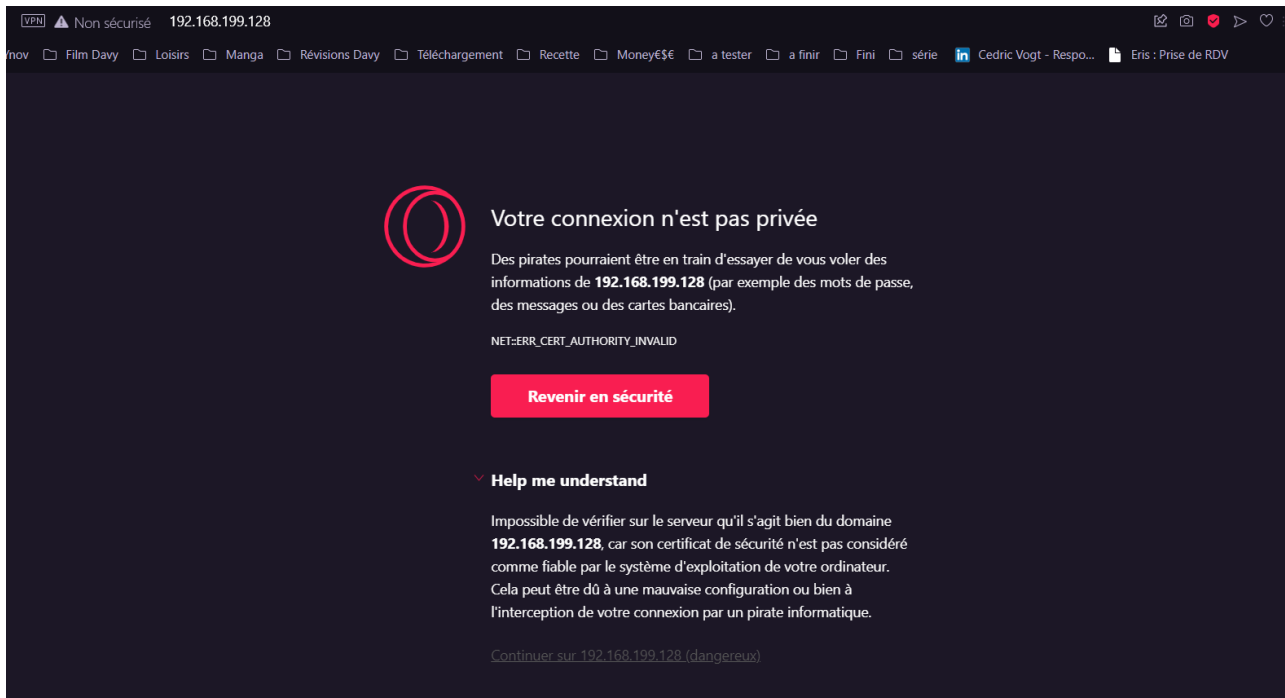 VPN Non sécurisé 192.168.199.128
Ynov Film Davy Loisirs Manga Révisions Davy Téléchargement Recette Money€$€ a tester a finir Fini série in Cedric Vogt - Respo... Eris : Prise de RDV
Votre connexion n'est pas privée
Des pirates pourraient être en train d'essayer de vous voler des
informations de 192.168.199.128 (par exemple des mots de passe,
des messages ou des cartes bancaires).
NET::ERR_CERT_AUTHORITY_INVALID
Revenir en sécurité
Help me understand
Impossible de vérifier sur le serveur qu'il s'agit bien du domaine
192.168.199.128, car son certificat de sécurité n'est pas considéré
comme fiable par le système d'exploitation de votre ordinateur.
Cela peut être dû à une mauvaise configuration ou bien à
l'interception de votre connexion par un pirate informatique.
Continuer sur 192.168.199.128 (dangereux)